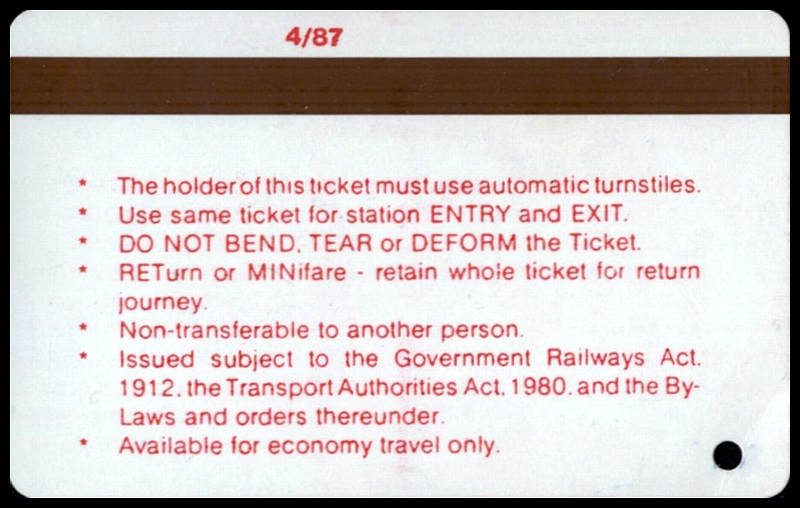 4/87
* The holder of this ticket must use automatic turnstiles.
* Use same ticket for station ENTRY and EXIT.
* DO NOT BEND, TEAR or DEFORM the Ticket.
* RETurn or MINifare - retain whole ticket for return
journey.
* Non-transferable to another person.
* Issued subject to the Government Railways Act.
1912, the Transport Authorities Act, 1980, and the By-
Laws and orders thereunder.
* Available for economy travel only.